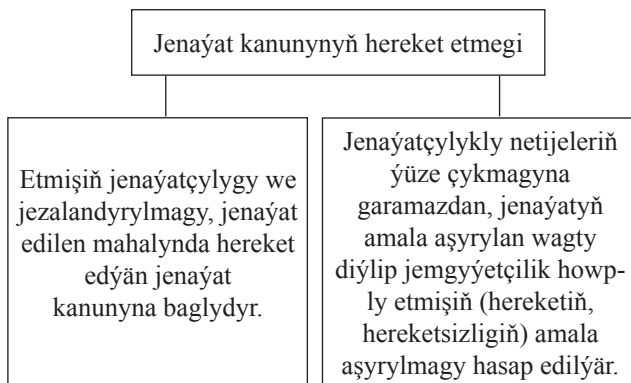 Jenaýat kanunynyň hereket etmegi
Etmişiň jenaýatçylygy we
jezalandyrylmagy, jenaýat
edilen mahalynda hereket
edýän jenaýat
kanunyna baglydyr.
Jenaýatçylykly netijeleriň
ýüze çykmagyna
garamazdan, jenaýatyň
amala aşyrylan wagty
diýlip jemgyýetçilik howp-
ly etmişiň (hereketiň,
hereketsizligiň) amala
aşyrylmagy hasap edilýär.